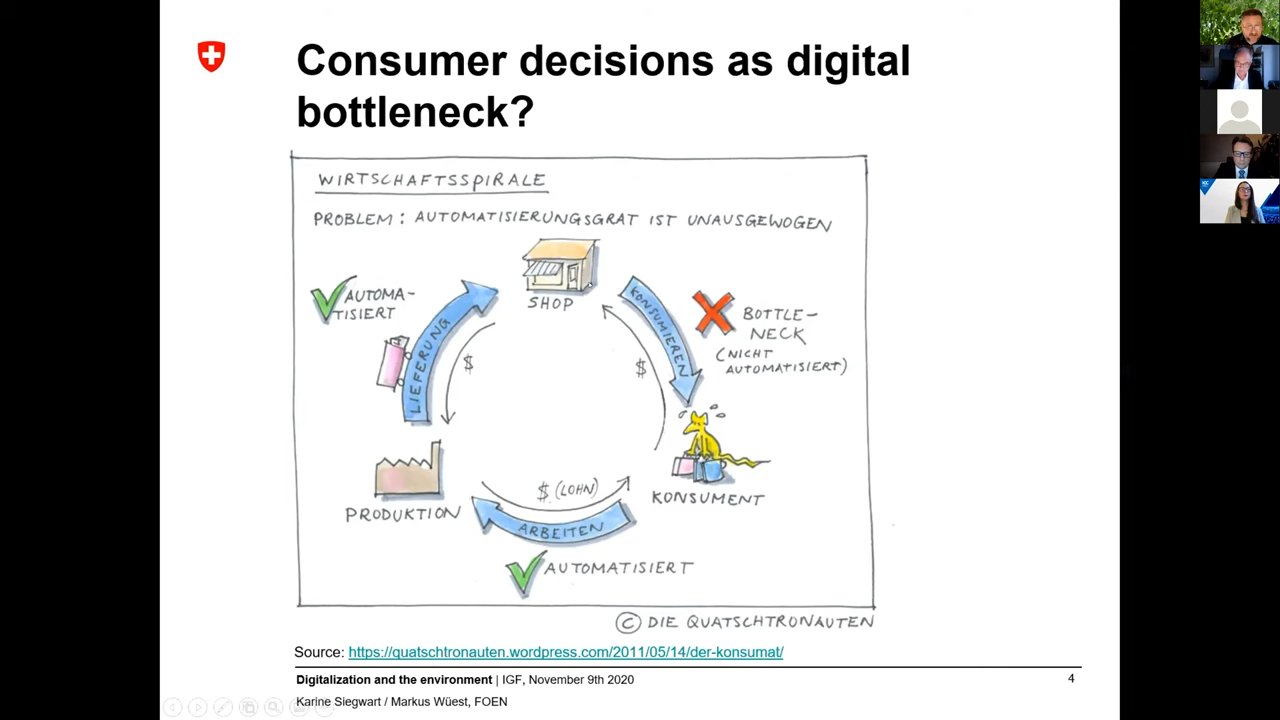 Consumer decisions as digital
bottleneck?
WIRTSCHAFTSSPIRALE
PROBLEM: AUTOMATISIERUNGSGRAT IST UNAUSGEWOGEN
AUTOMA-
TISIERT
LIEFERUNG
$
SHOP
KONSUMIEREN
$
BOTTLE-
NECK
(NICHT
AUTOMATISIERT)
PRODUKTION
$ (LOHN)
ARBEITEN
KONSUMENT
AUTOMATISIERT
© DIE QUATSCHTRONAUTEN
Source: https://quatschtronauten.wordpress.com/2011/05/14/der-konsumat/
Digitalization and the environment | IGF, November 9th 2020
4
Karine Siegwart / Markus Wüest, FOEN